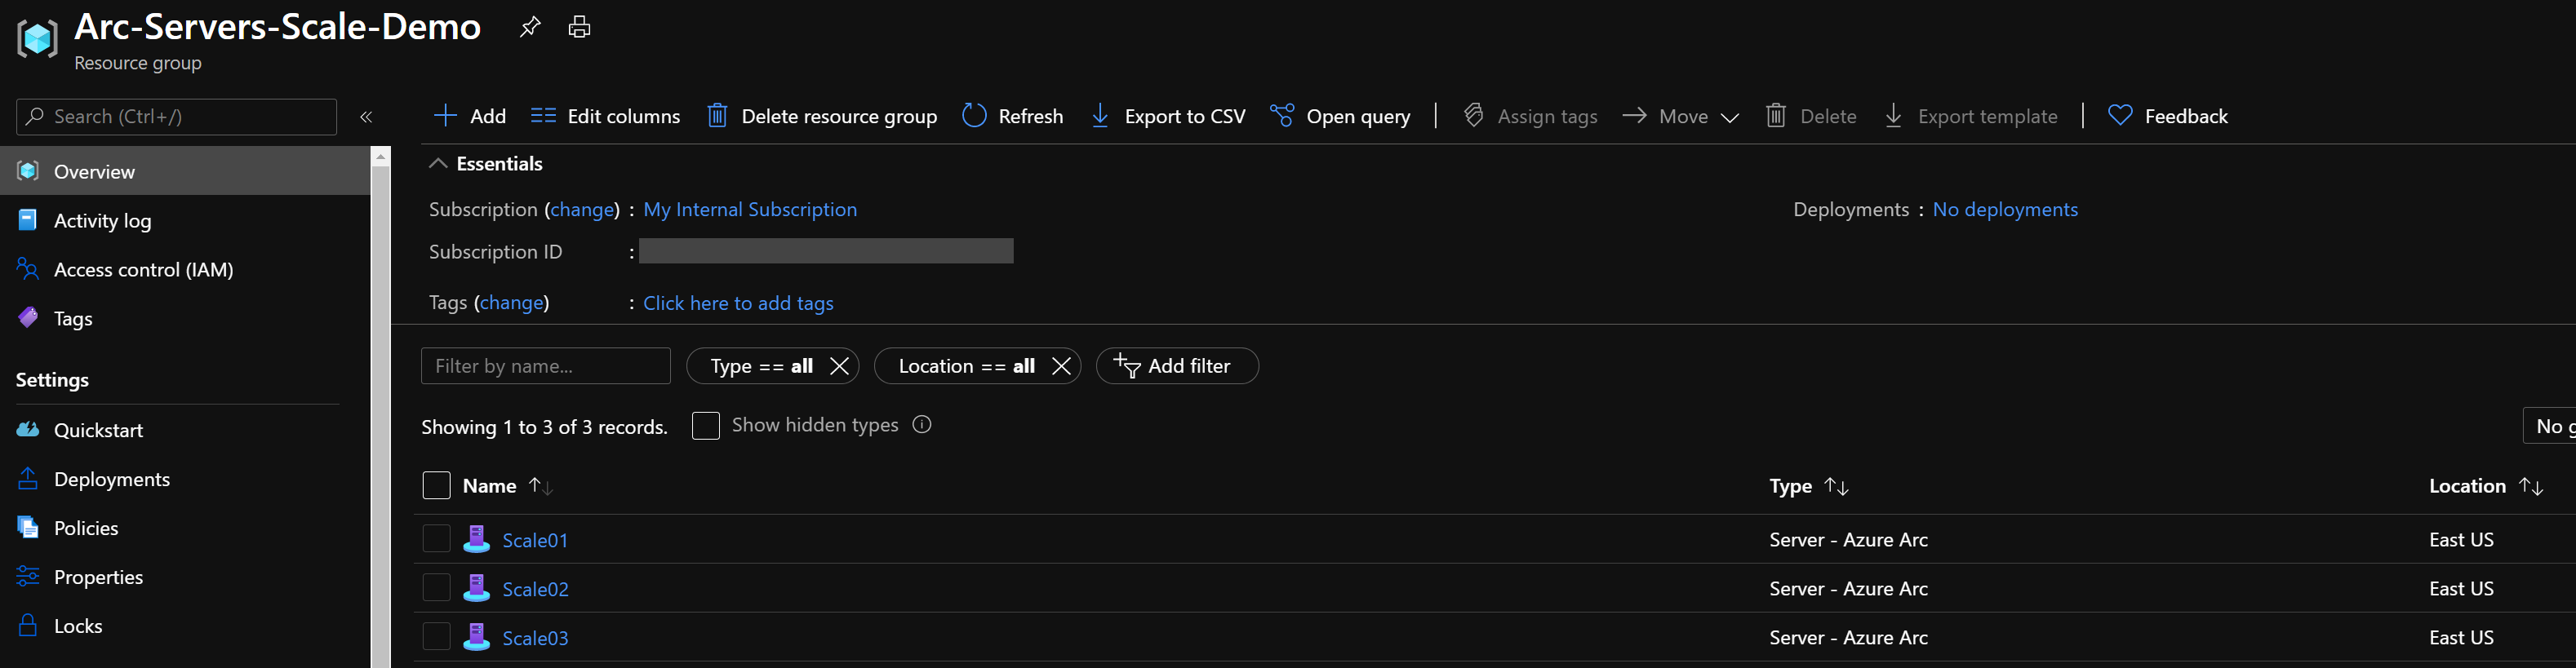 Arc-Servers-Scale-Demo
Resource group
Search (Ctrl+/)
«
Add
Edit columns
Delete resource group
Refresh
Export to CSV
Open query
Assign tags
Move
Delete
Export template
Feedback
Overview
Activity log
Access control (IAM)
Tags
Settings
Quickstart
Deployments
Policies
Properties
Locks
Essentials
Subscription (change) : My Internal Subscription
Deployments : No deployments
Subscription ID :
Tags (change) : Click here to add tags
Filter by name...
Type == all
Location == all
Add filter
Showing 1 to 3 of 3 records.
Show hidden types
No g
Name Type Location
Scale01 Server - Azure Arc East US
Scale02 Server - Azure Arc East US
Scale03 Server - Azure Arc East US